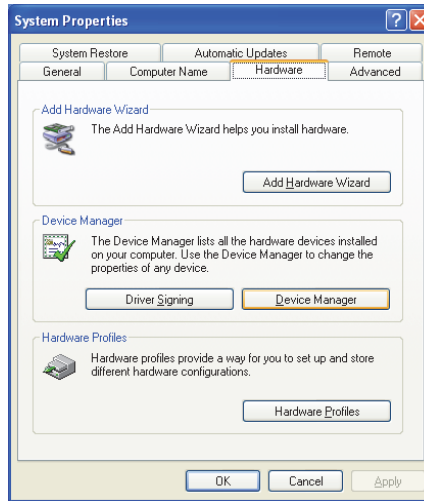 System Properties
System Restore Automatic Updates Remote
General Computer Name Hardware Advanced
Add Hardware Wizard
The Add Hardware Wizard helps you install hardware.
Add Hardware Wizard
Device Manager
The Device Manager lists all the hardware devices installed
on your computer. Use the Device Manager to change the
properties of any device.
Driver Signing Device Manager
Hardware Profiles
Hardware profiles provide a way for you to set up and store
different hardware configurations.
Hardware Profiles
OK Cancel Apply